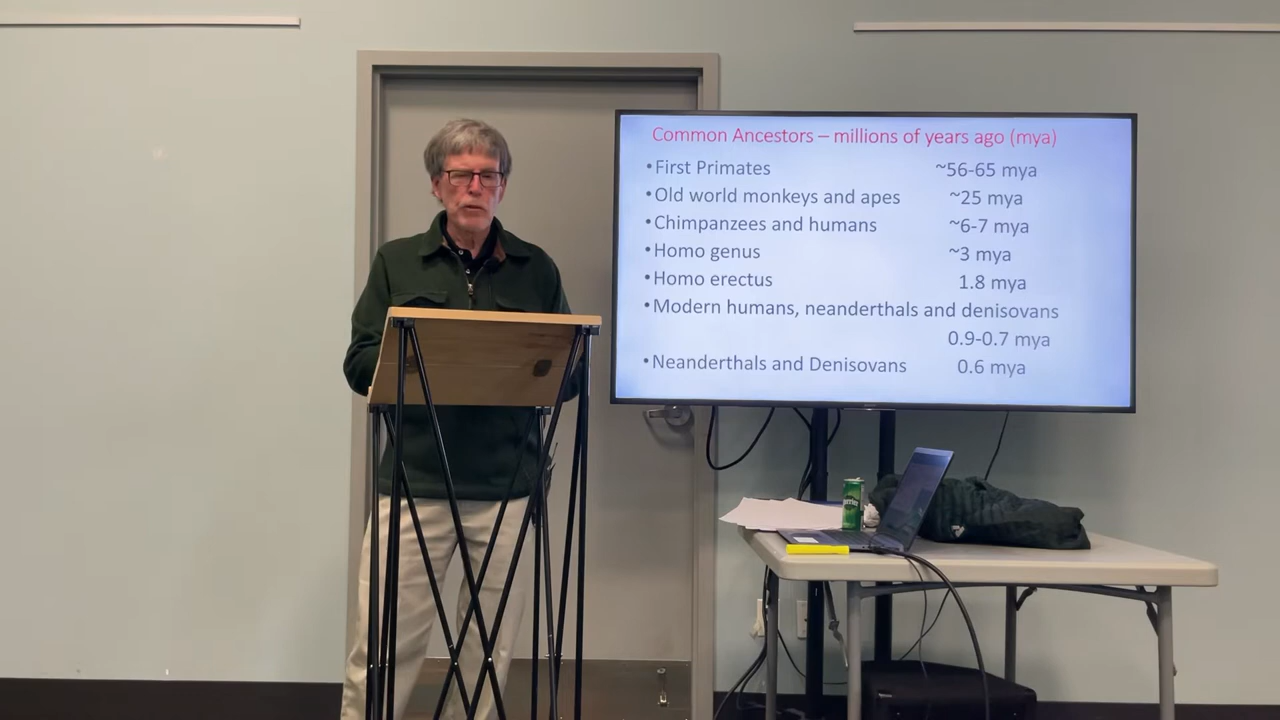 Common Ancestors – millions of years ago (mya)
•First Primates ~56-65 mya
•Old world monkeys and apes ~25 mya
•Chimpanzees and humans ~6-7 mya
•Homo genus ~3 mya
•Homo erectus 1.8 mya
•Modern humans, neanderthals and denisovans
0.9-0.7 mya
•Neanderthals and Denisovans 0.6 mya
perrier